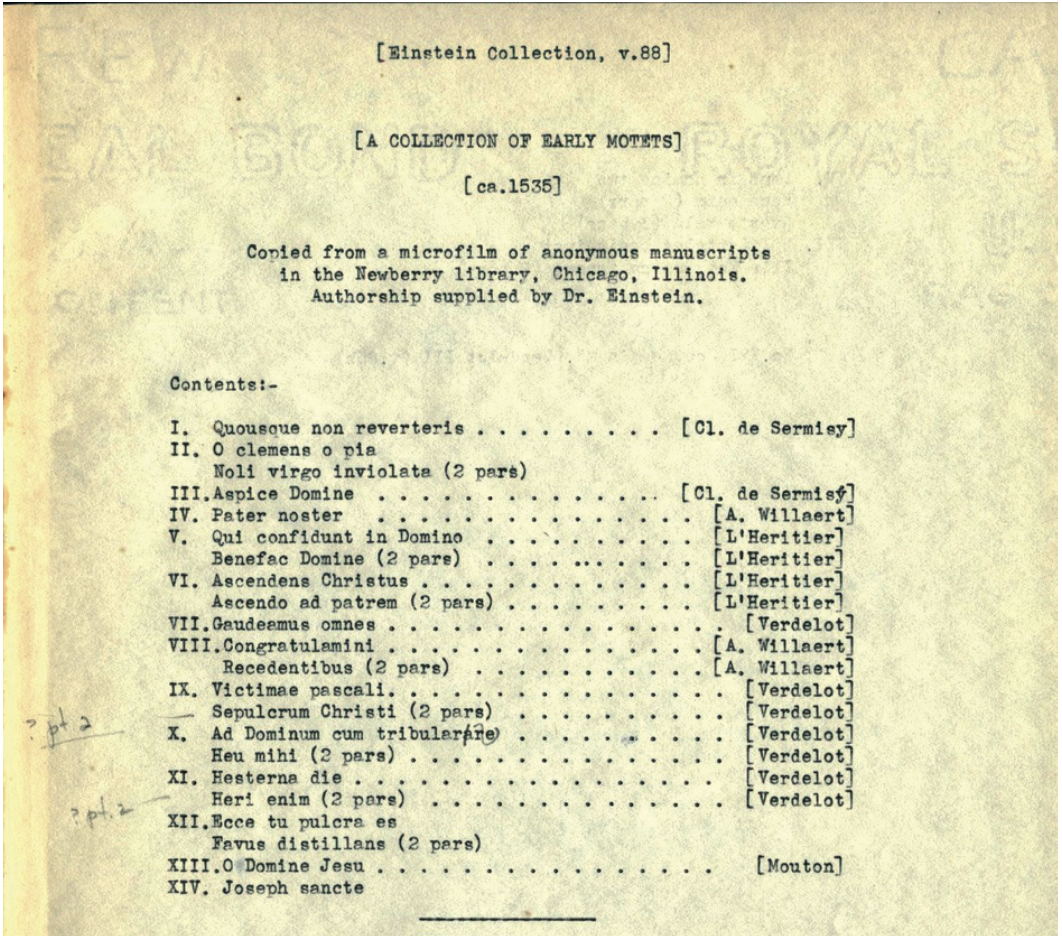 [Einstein Collection, v.88]
[A COLLECTION OF EARLY MOTETS]
[ca.1535]
Copied from a microfilm of anonymous manuscripts
in the Newberry library, Chicago, Illinois.
Authorship supplied by Dr. Einstein.
Contents:-
I. Quousque non reverteris . . . . . . . . . [Cl. de Sermisy]
II. O clemens o pia
Noli virgo inviolata (2 pars)
III.Aspice Domine . . . . . . . . . . . . . . [Cl. de Sermisy]
IV. Pater noster . . . . . . . . . . . . . . . [A. Willaert]
V. Qui confidunt in Domino . . . . . . . . . . [L'Heritier]
Benefac Domine (2 pars) . . . . . . . . . . [L'Heritier]
VI. Ascendens Christus . . . . . . . . . . . . . [L'Heritier]
Ascendo ad patrem (2 pars) . . . . . . . . . [L'Heritier]
VII.Gaudeamus omnes . . . . . . . . . . . . . . . . [Verdelot]
VIII.Congratulamini . . . . . . . . . . . . . . . [A. Willaert]
Recedentibus (2 pars) . . . . . . . . . . . [A. Willaert]
IX. Victimae pascali. . . . . . . . . . . . . . . . [Verdelot]
Sepulcrum Christi (2 pars) . . . . . . . . . . [Verdelot]
? pt 2
X. Ad Dominum cum tribularare . . . . . . . . . . [Verdelot]
Heu mihi (2 pars) . . . . . . . . . . . . . . . [Verdelot]
XI. Hesterna die . . . . . . . . . . . . . . . . . [Verdelot]
Heri enim (2 pars) . . . . . . . . . . . . . . [Verdelot]
? pt. 2
XII.Ecce tu pulcra es
Favus distillans (2 pars)
XIII.O Domine Jesu . . . . . . . . . . . . . . . . [Mouton]
XIV. Joseph sancte